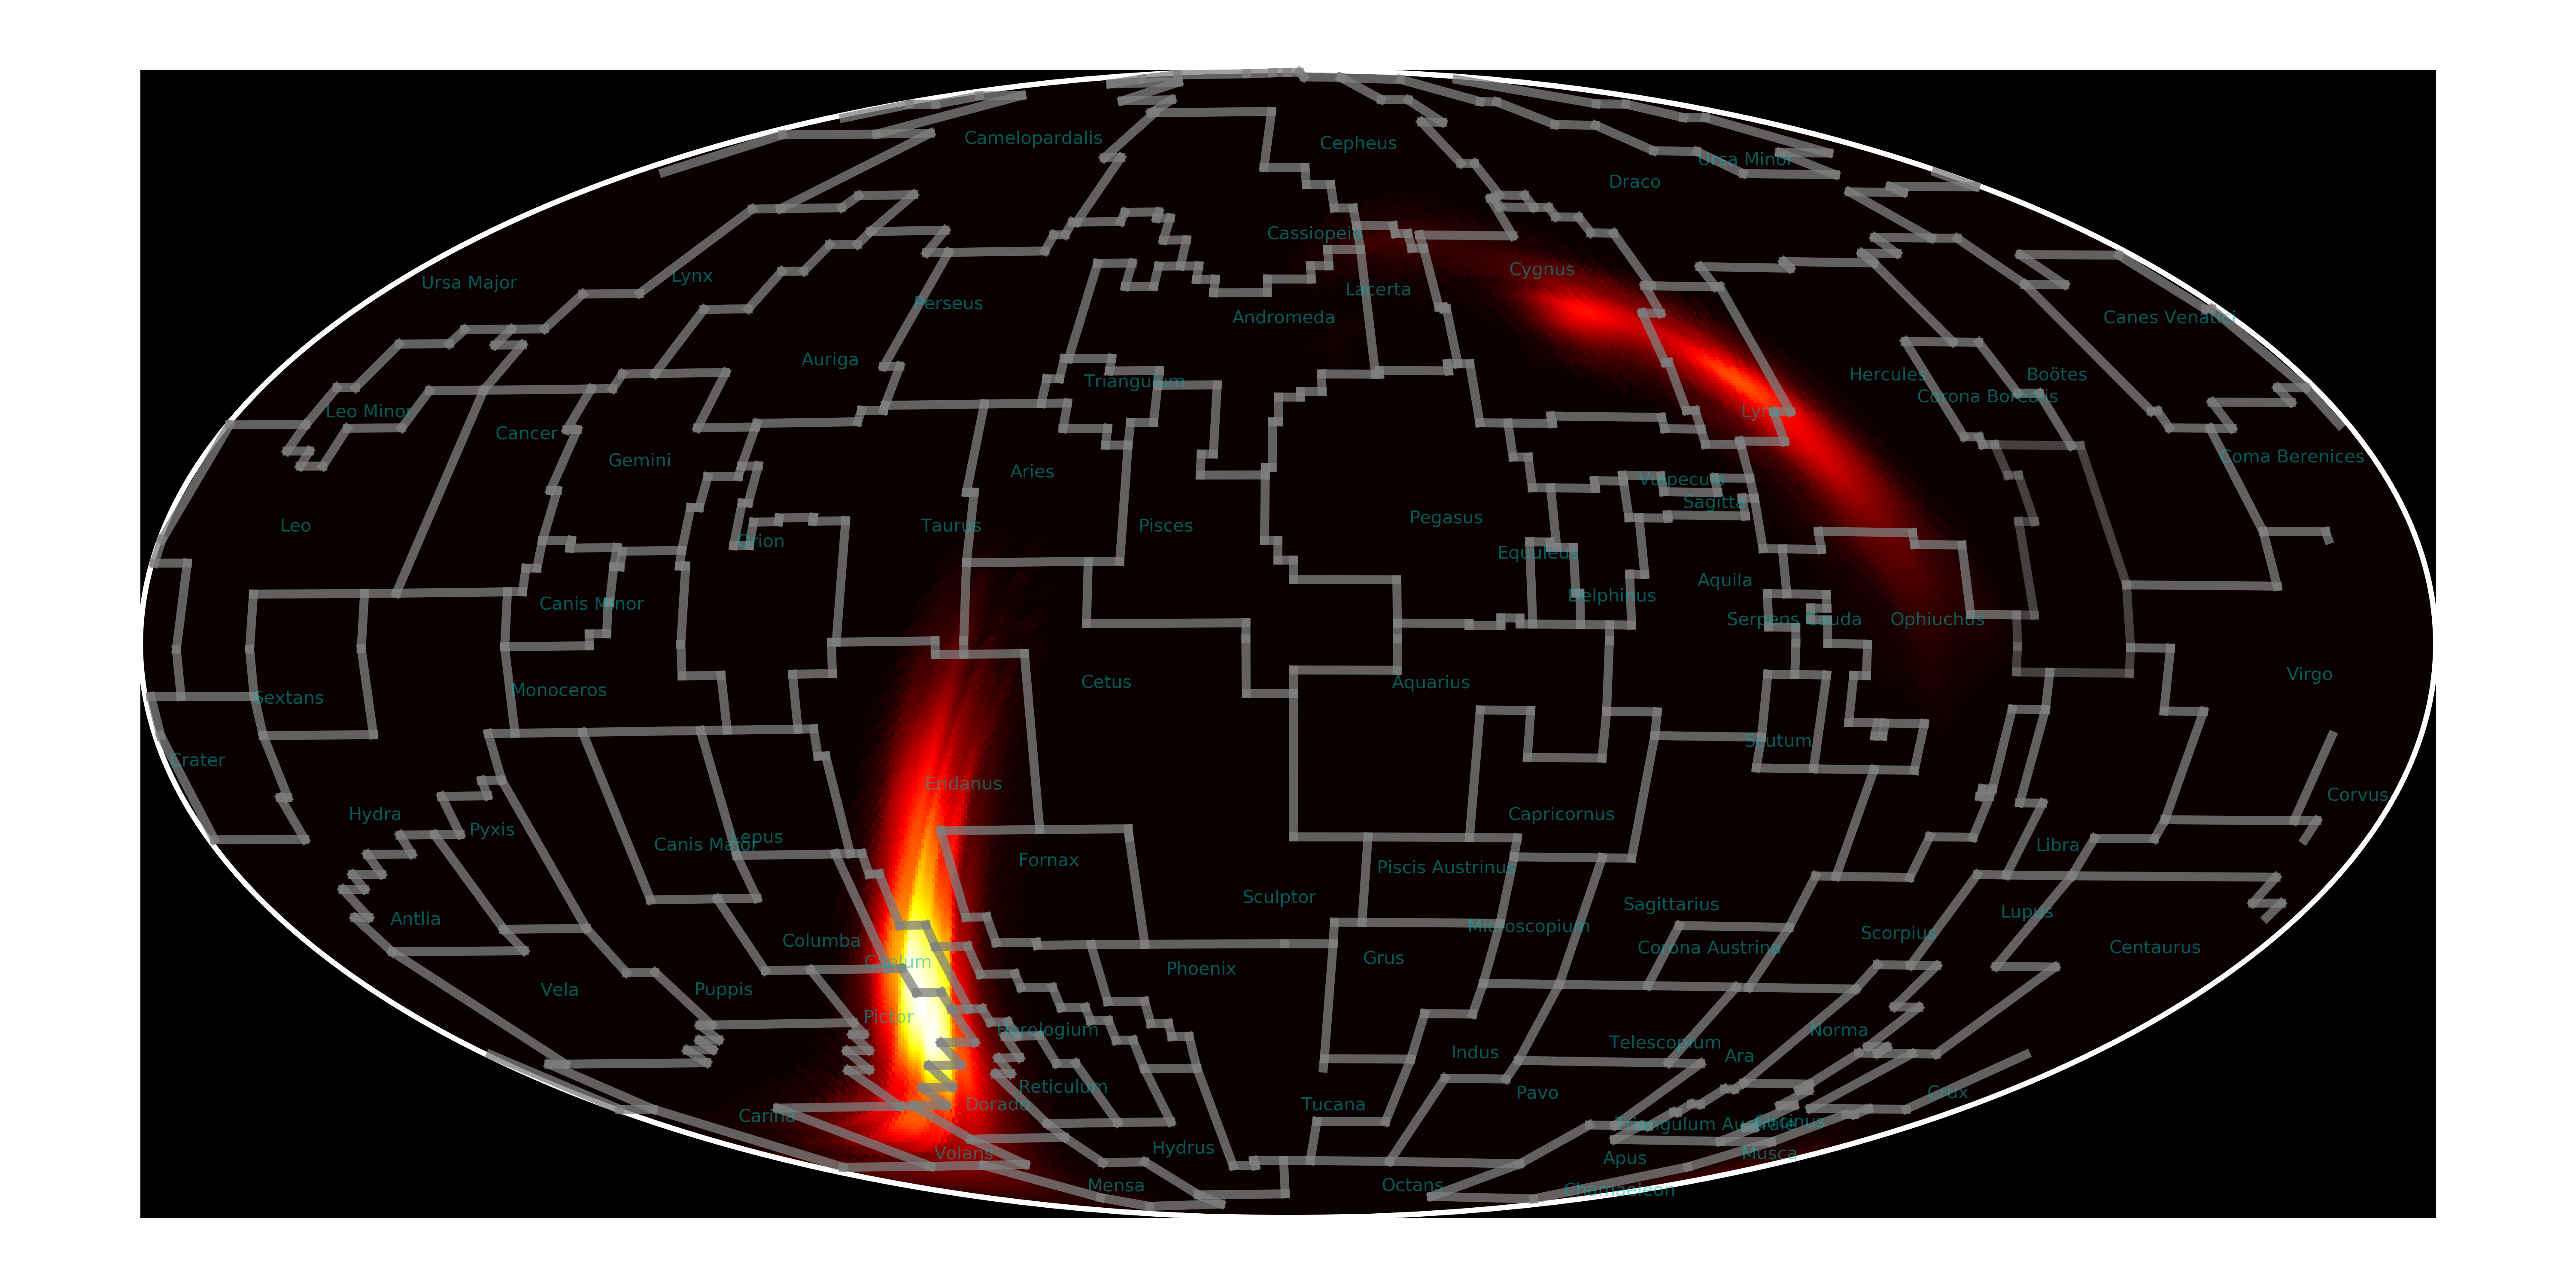 Camelopardalis
Cepheus
Ursa Minor
Draco
Cassiopeia
Cygnus
Lynx
Ursa Major
Lacerta
Perseus
Andromeda
Canes Venatici
Auriga
Triangulum
Hercules
Boötes
Corona Borealis
Leo Minor
Lyra
Cancer
Gemini
Coma Berenices
Aries
Vulpecula
Sagitta
Pegasus
Leo
Taurus
Pisces
Orion
Equuleus
Aquila
Delphinus
Canis Minor
Serpens Cauda
Ophiuchus
Virgo
Cetus
Aquarius
Monoceros
Sextans
Scutum
Crater
Eridanus
Corvus
Hydra
Capricornus
Pyxis
Lepus
Canis Major
Libra
Fornax
Piscis Austrinus
Sculptor
Sagittarius
Lupus
Antlia
Microscopium
Scorpius
Columba
Corona Austrina
Centaurus
Grus
Caelum
Phoenix
Vela
Puppis
Pictor
Horologium
Norma
Telescopium
Indus
Ara
Reticulum
Pavo
Crux
Dorado
Tucana
Carina
Circinus
Triangulum Australe
Hydrus
Volans
Musca
Apus
Mensa
Octans
Chamaeleon